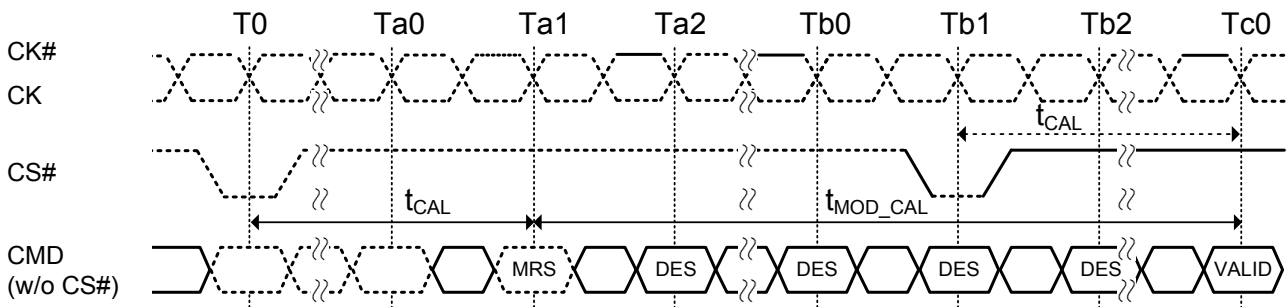 T0 Ta0 Ta1 Ta2 Tb0 Tb1 Tb2 Tc0
CK#
CK
tCAL
CS#
tCAL tMOD_CAL
CMD
(w/o CS#)
MRS DES DES DES DES VALID